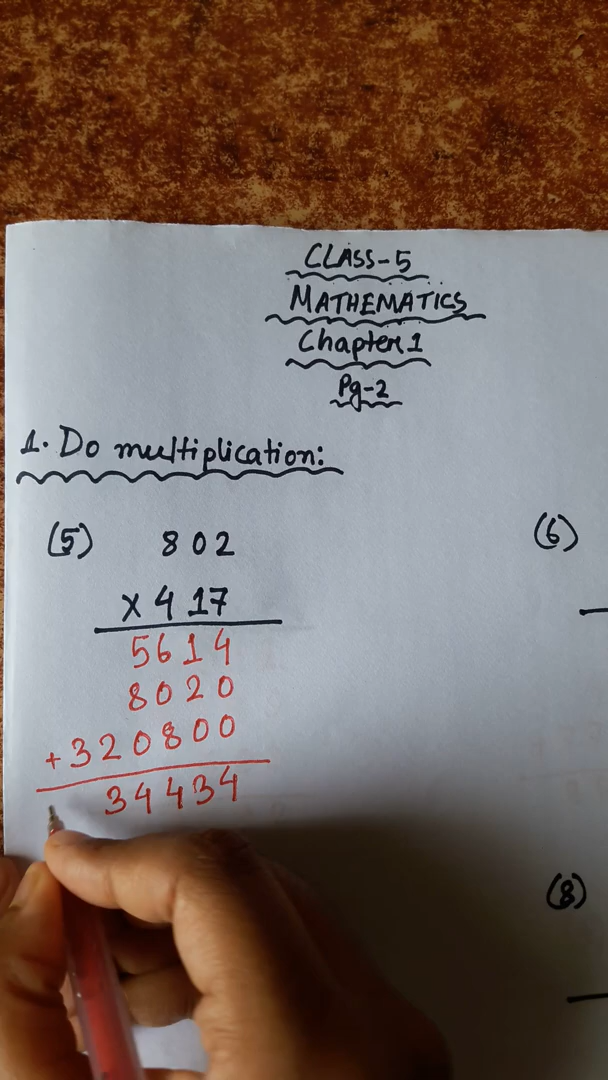 CLASS-5
MATHEMATICS
Chapter 1
Pg-2
1. Do multiplication:
(5) 802
x 417
5614
8020
+ 320800
34434
(6)
(8)